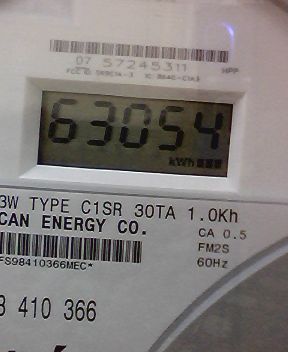 07 57245311 HPP
63054
kWh
3W TYPE C1SR 30TA 1.0Kh
CAN ENERGY CO. CA 0.5
FM2S
FS98410366MEC* 60Hz
410 366